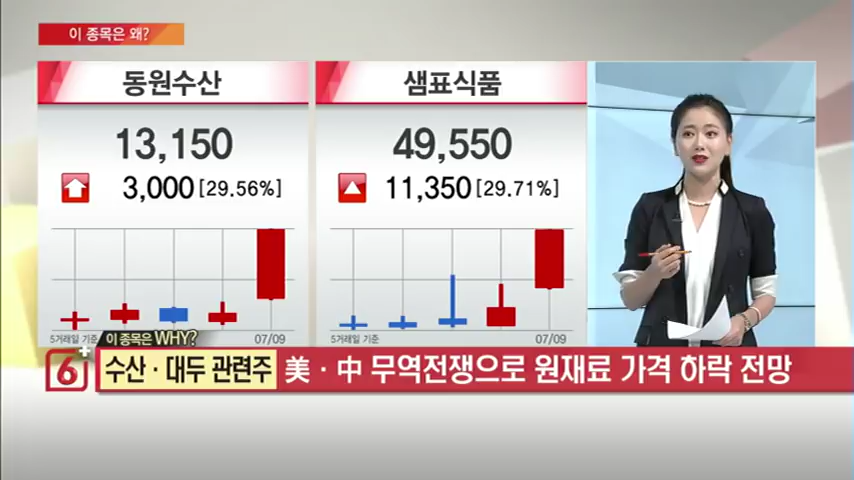 이 종목은 왜?
동원수산
13,150
3,000 [29.56%]
5거래일 기준
07/09
샘표식품
49,550
11,350 [29.71%]
5거래일 기준
07/09
이 종목은 WHY?
6+
수산·대두 관련주
美·中 무역전쟁으로 원재료 가격 하락 전망